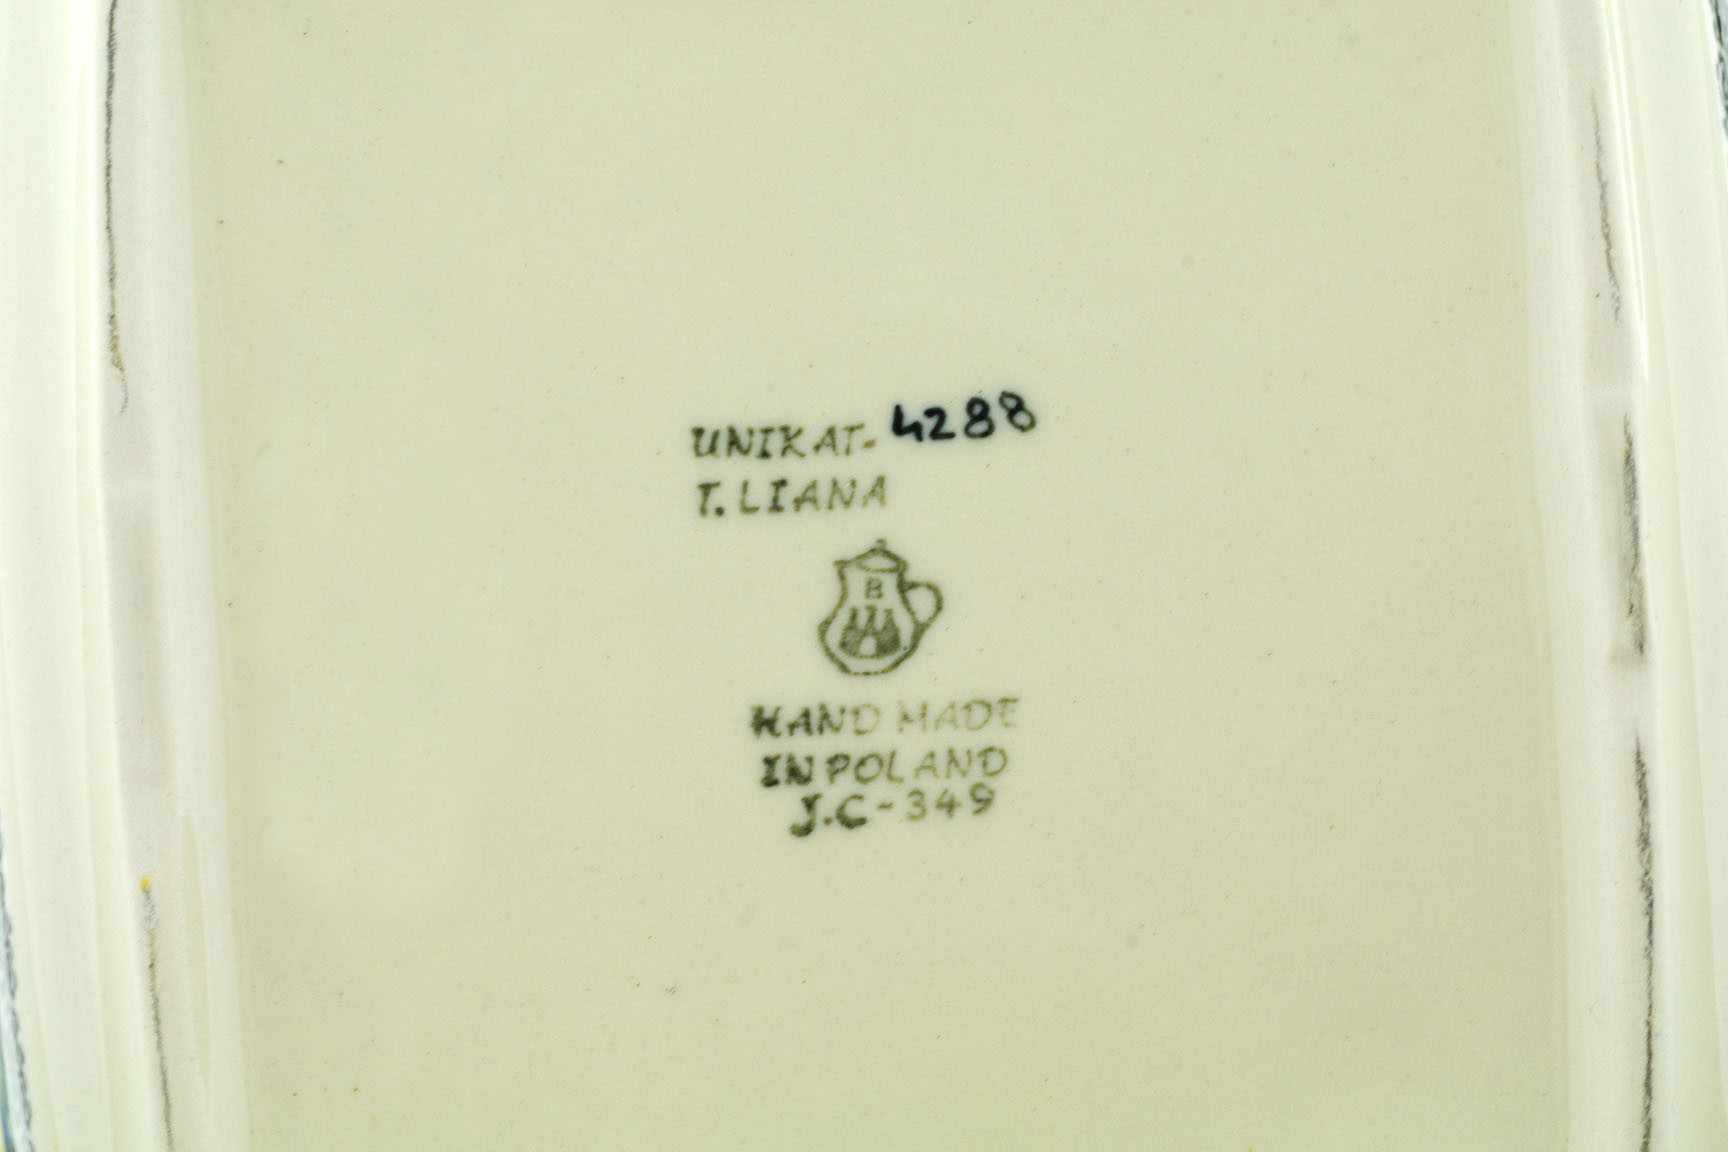 UNIKAT-4288
T. LIANA
B
HAND MADE
IN POLAND
J.C-349